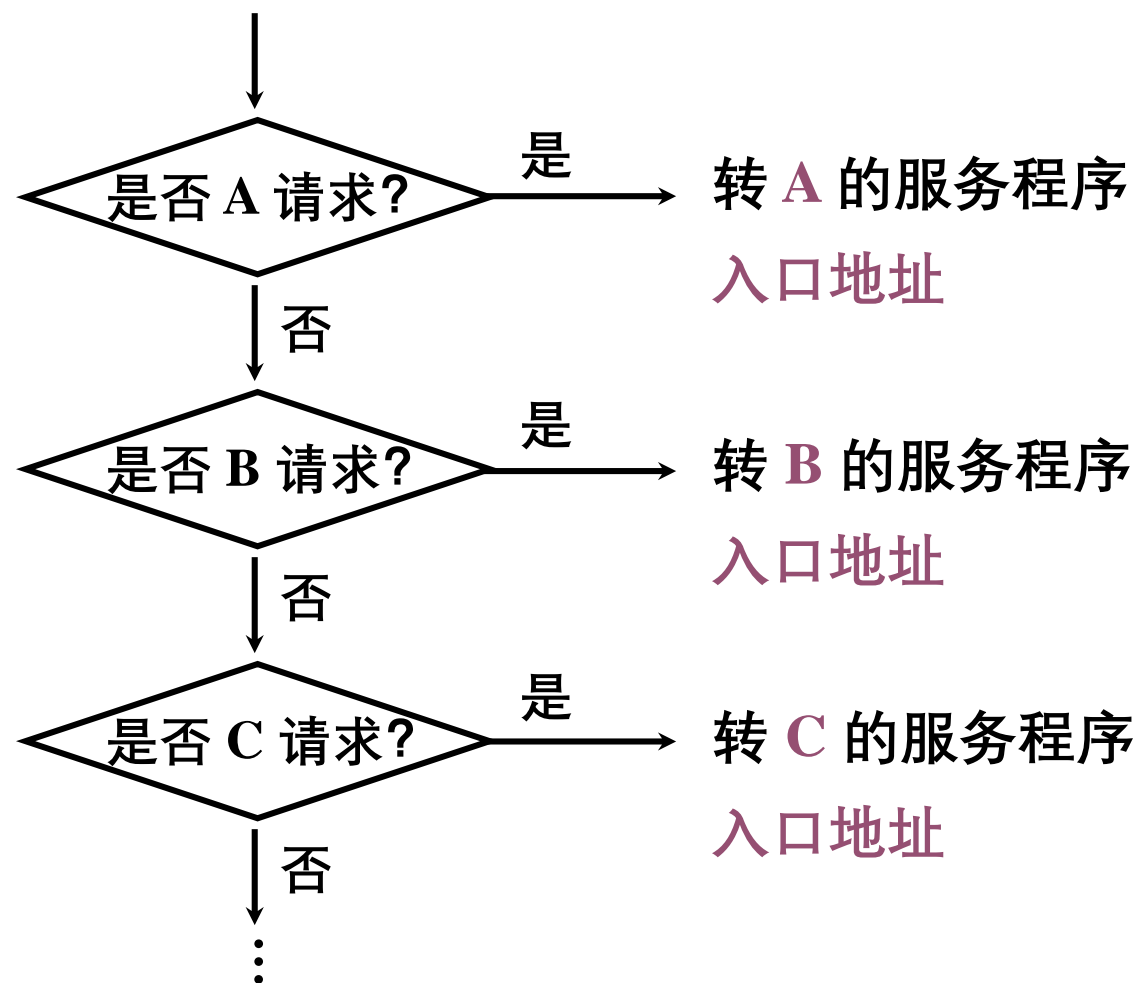 是
是否 A 请求?
转 A 的服务程序
入口地址
否
是
是否 B 请求?
转 B 的服务程序
入口地址
否
是
是否 C 请求?
转 C 的服务程序
入口地址
否
⋮